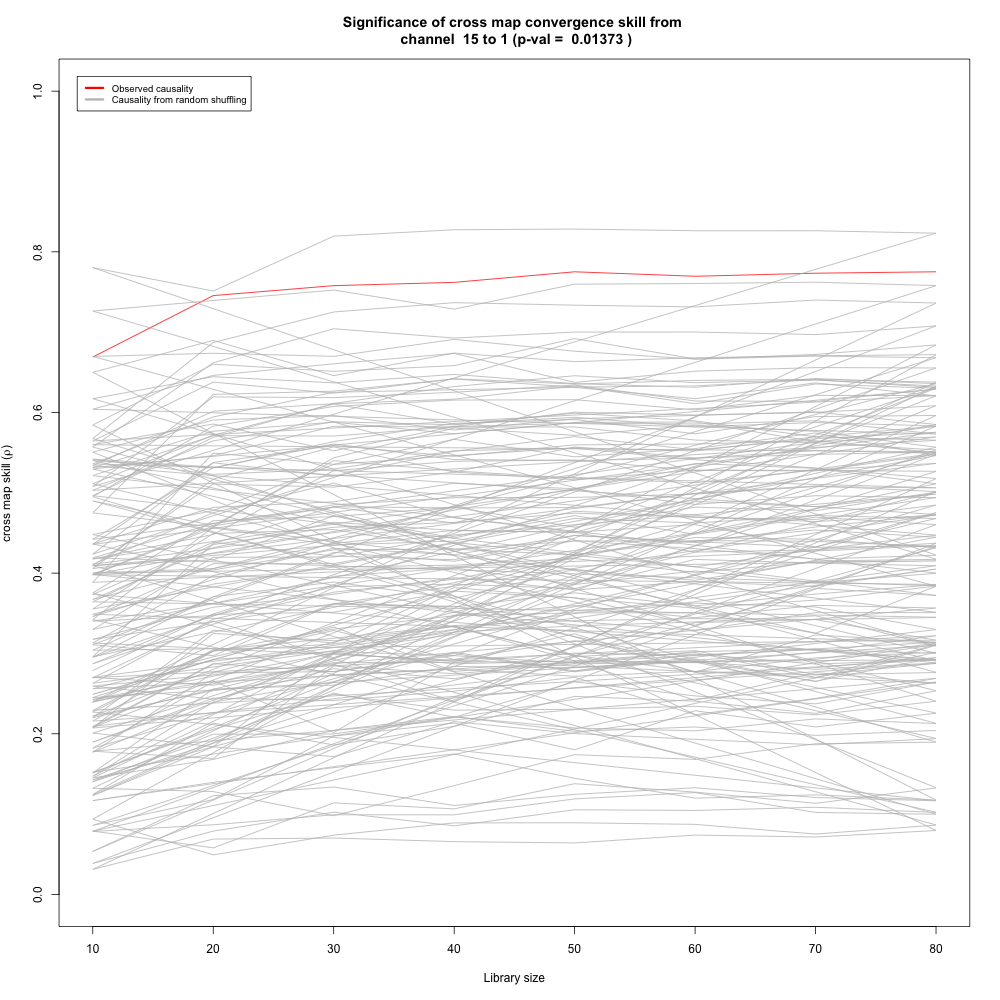 Significance of cross map convergence skill from
channel  15 to 1 (p-val =  0.01373 )
Observed causality
Causality from random shuffling
1.0
0.8
0.6
0.4
0.2
0.0
cross map skill (ρ)
10 20 30 40 50 60 70 80
Library size